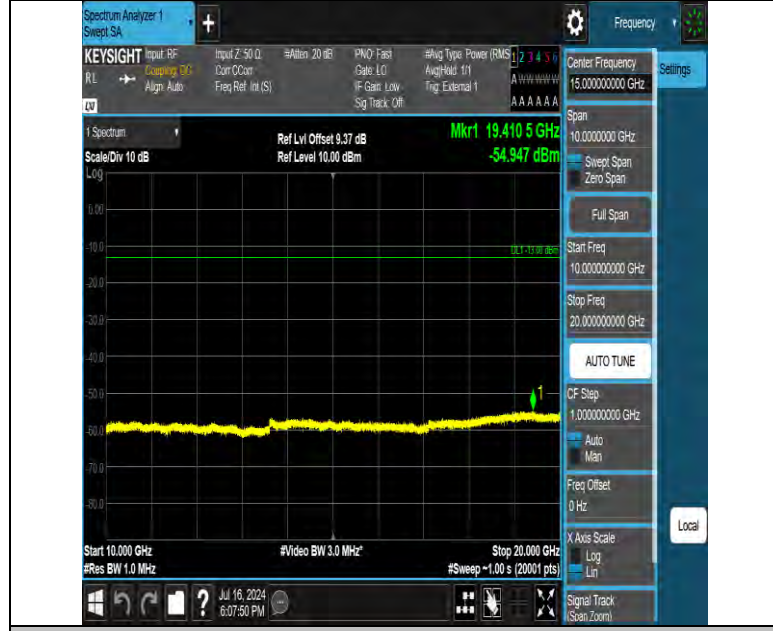 Spectrum Analyzer 1
Swept SA
+
Frequency
KEYSIGHT
RL
LXI
Input: RF
Coupling: DC
Align: Auto
Input Z: 50 Ω
Corr CCorr
Freq Ref: Int (S)
#Atten: 20 dB
PNO: Fast
Gate: LO
IF Gain: Low
Sig Track: Off
#Avg Type: Power (RMS
Avg|Hold: 1/1
Trig: External 1
1 2 3 4 5 6
A W W W W W
A A A A A A
Center Frequency
15.000000000 GHz
Settings
1 Spectrum
Scale/Div 10 dB
Log
Ref Lvl Offset 9.37 dB
Ref Level 10.00 dBm
Mkr1 19.410 5 GHz
-54.947 dBm
Span
10.0000000 GHz
Swept Span
Zero Span
Full Span
0.00
-10.0
-20.0
-30.0
-40.0
-50.0
-60.0
-70.0
-80.0
DL1 -13.00 dBm
1
Start Freq
10.000000000 GHz
Stop Freq
20.000000000 GHz
AUTO TUNE
CF Step
1.000000000 GHz
Auto
Man
Freq Offset
0 Hz
Local
X Axis Scale
Log
Lin
Start 10.000 GHz
#Res BW 1.0 MHz
#Video BW 3.0 MHz*
Stop 20.000 GHz
#Sweep ~1.00 s (20001 pts)
?
Jul 16, 2024
6:07:50 PM
Signal Track
(Span Zoom)